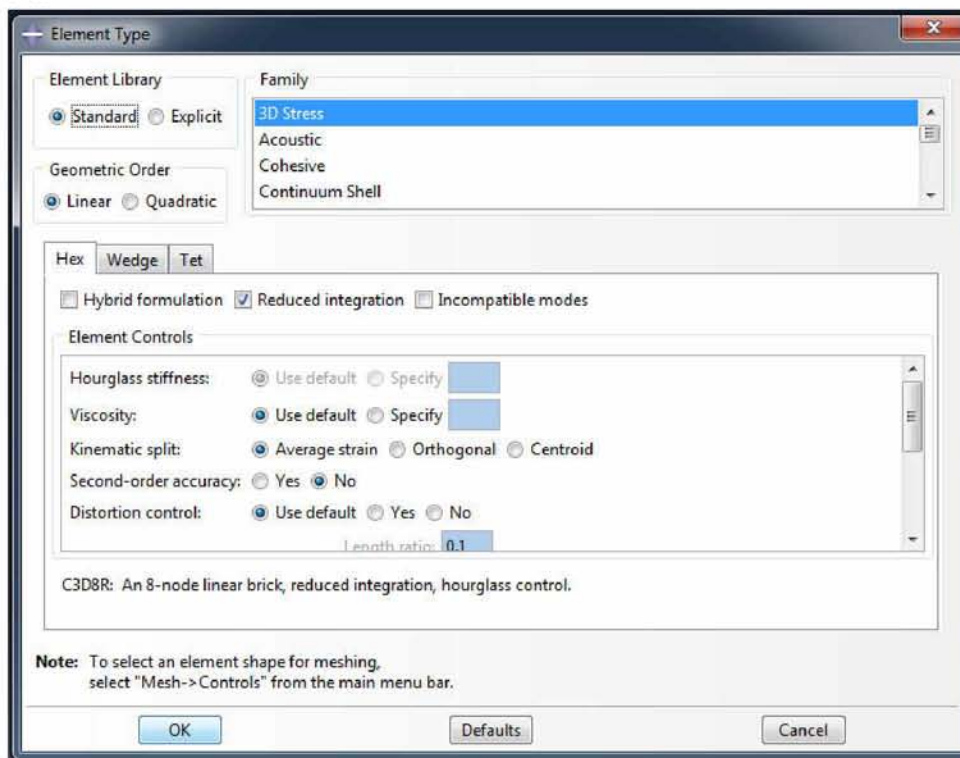 Element Type
Element Library
Standard Explicit
Family
3D Stress
Acoustic
Cohesive
Continuum Shell
Geometric Order
Linear Quadratic
Hex Wedge Tet
Hybrid formulation Reduced integration Incompatible modes
Element Controls
Hourglass stiffness: Use default Specify
Viscosity: Use default Specify
Kinematic split: Average strain Orthogonal Centroid
Second-order accuracy: Yes No
Distortion control: Use default Yes No
Length ratio: 0.1
C3D8R: An 8-node linear brick, reduced integration, hourglass control.
Note: To select an element shape for meshing,
select "Mesh->Controls" from the main menu bar.
OK Defaults Cancel